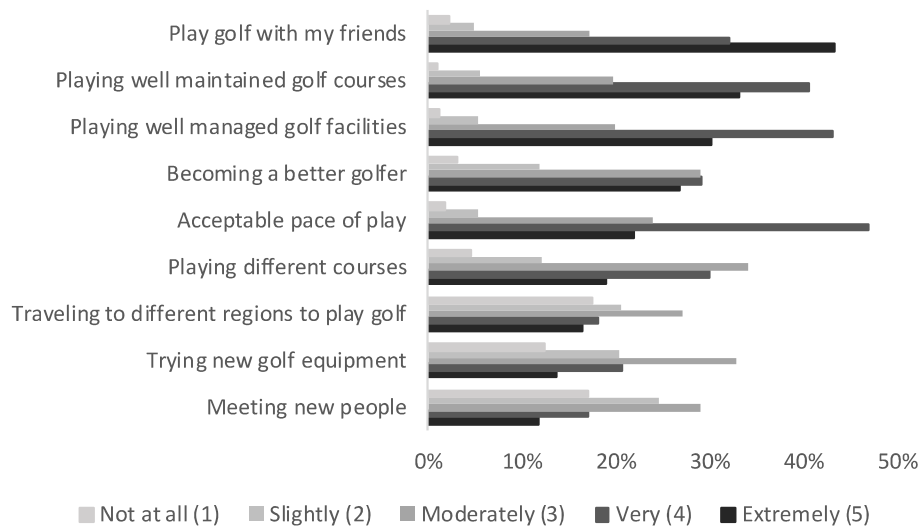 Play golf with my friends
Playing well maintained golf courses
Playing well managed golf facilities
Becoming a better golfer
Acceptable pace of play
Playing different courses
Traveling to different regions to play golf
Trying new golf equipment
Meeting new people
0% 10% 20% 30% 40% 50%
Not at all (1) Slightly (2) Moderately (3) Very (4) Extremely (5)